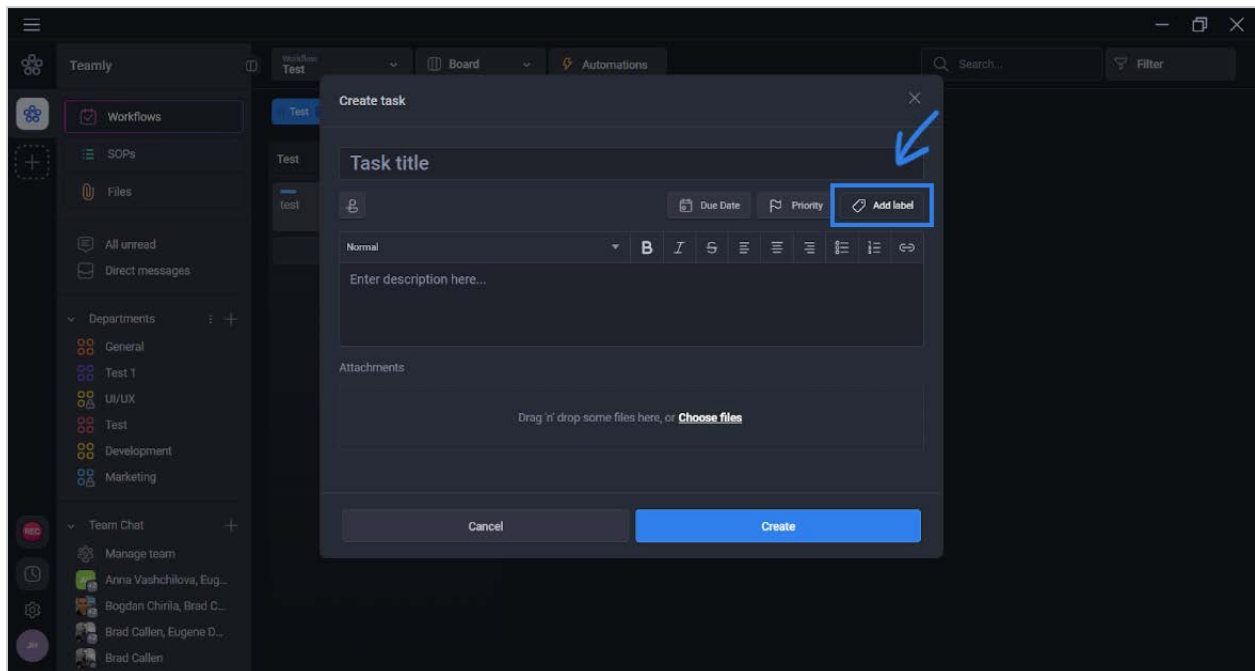 Teamly
Workflow
Test
Board
Automations
Search...
Filter
Workflows
SOPs
Files
All unread
Direct messages
Departments
General
Test 1
UI/UX
Test
Development
Marketing
Team Chat
Manage team
Anna Vashchilova, Eug...
Bogdan Chirila, Brad C...
Brad Callen, Eugene D...
Brad Callen
REC
JH
Test
Test
test
Create task
Task title
Due Date
Priority
Add label
Normal
B I S
Enter description here...
Attachments
Drag 'n' drop some files here, or Choose files
Cancel
Create